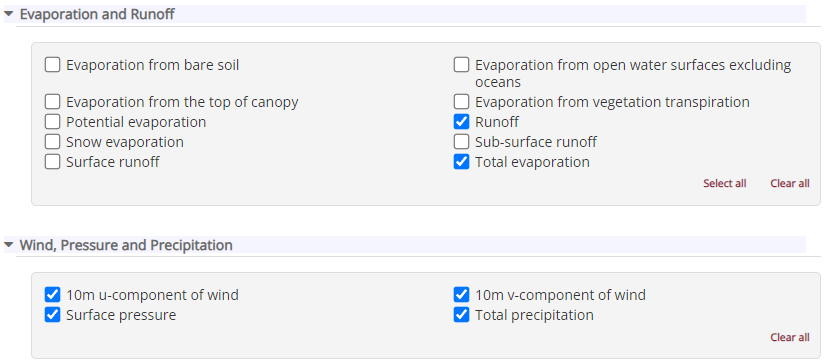 Evaporation and Runoff
Evaporation from bare soil
Evaporation from open water surfaces excluding
oceans
Evaporation from the top of canopy
Evaporation from vegetation transpiration
Potential evaporation
Runoff
Snow evaporation
Sub-surface runoff
Surface runoff
Total evaporation
Select all
Clear all
Wind, Pressure and Precipitation
10m u-component of wind
10m v-component of wind
Surface pressure
Total precipitation
Clear all